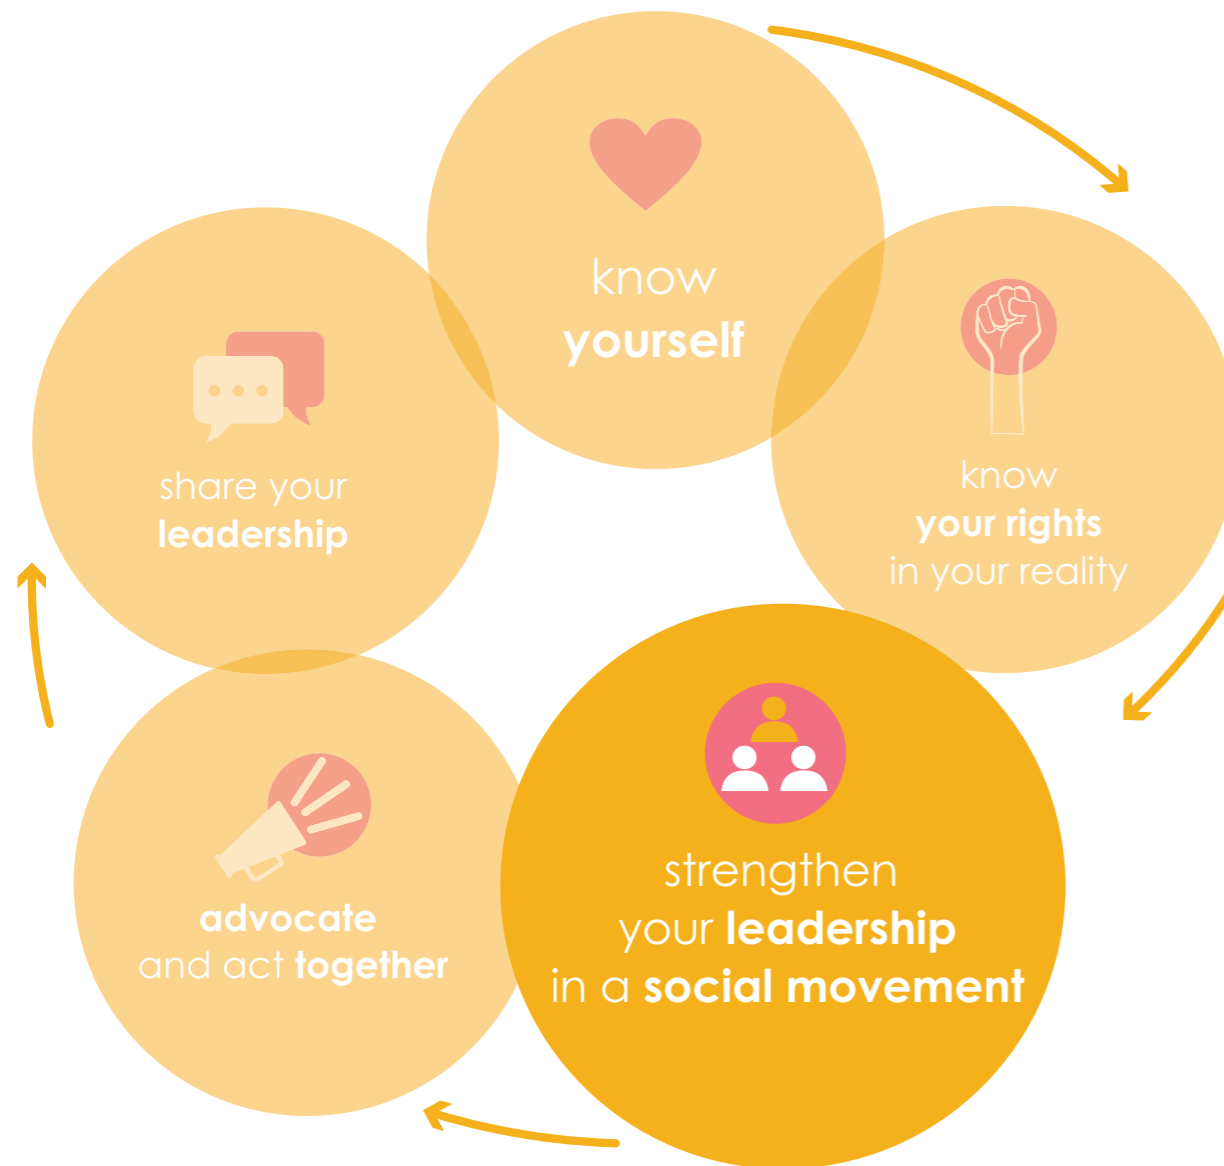 know
yourself
know
your rights
in your reality
strengthen
your leadership
in a social movement
advocate
and act together
share your
leadership